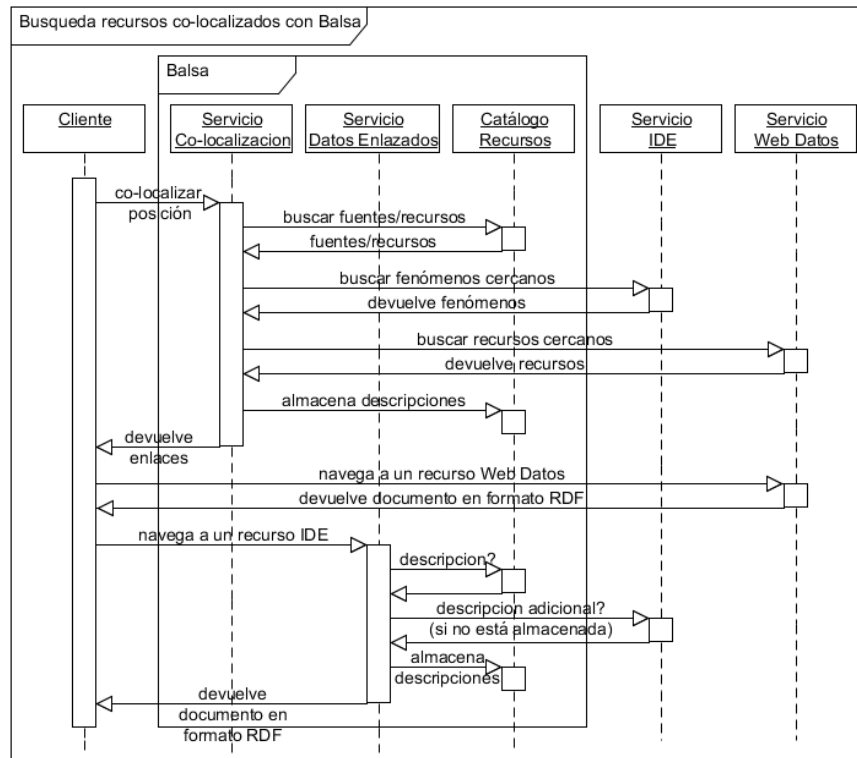 Busqueda recursos co-localizados con Balsa
Balsa
Cliente
Servicio
Co-localizacion
Servicio
Datos Enlazados
Catálogo
Recursos
Servicio
IDE
Servicio
Web Datos
co-localizar
posición
buscar fuentes/recursos
fuentes/recursos
buscar fenómenos cercanos
devuelve fenómenos
buscar recursos cercanos
devuelve recursos
almacena descripciones
devuelve
enlaces
navega a un recurso Web Datos
devuelve documento en formato RDF
navega a un recurso IDE
descripcion?
descripcion adicional?
(si no está almacenada)
almacena
descripciones
devuelve
documento en
formato RDF